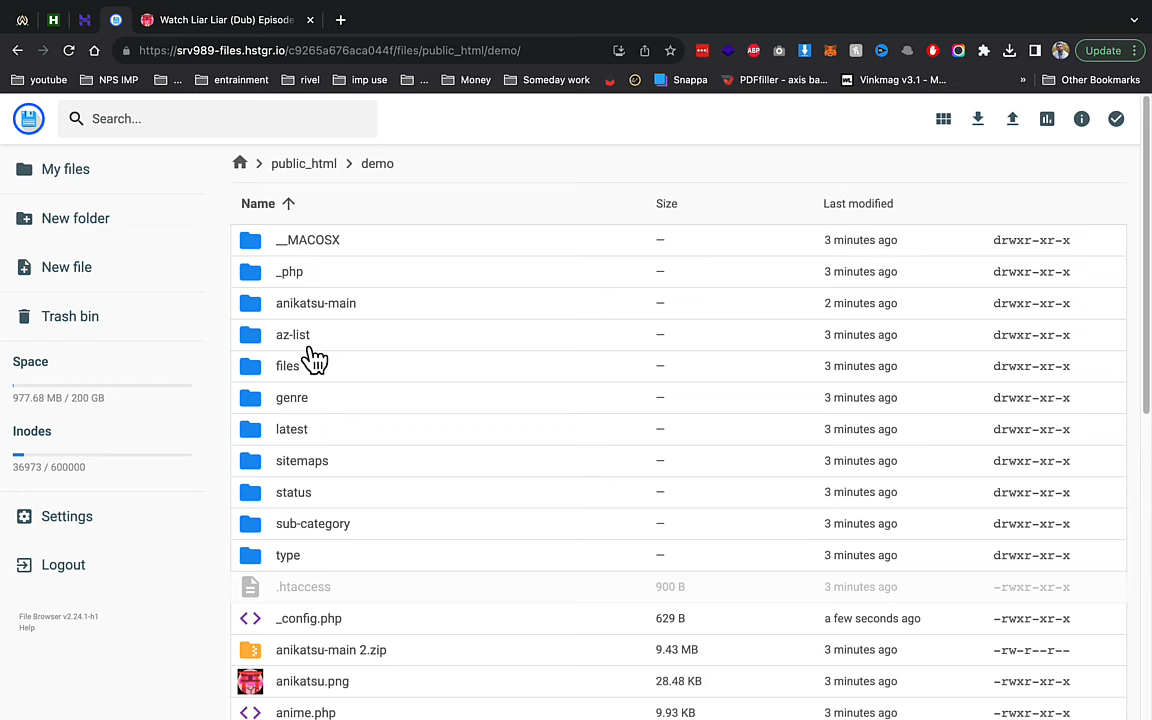 Watch Liar Liar (Dub) Episode
https://srv989-files.hstgr.io/c9265a676aca044f/files/public_html/demo/
Update
youtube
NPS IMP
...
entrainment
rivel
imp use
...
Money
Someday work
Snappa
PDFfiller - axis ba...
Vinkmag v3.1 – M...
»
Other Bookmarks
Search...
My files
New folder
New file
Trash bin
Space
977.68 MB / 200 GB
Inodes
36973 / 600000
Settings
Logout
File Browser v2.24.1-h1
Help
public_html > demo
Name Size Last modified
__MACOSX — 3 minutes ago drwxr-xr-x
_php — 3 minutes ago drwxr-xr-x
anikatsu-main — 2 minutes ago drwxr-xr-x
az-list — 3 minutes ago drwxr-xr-x
files — 3 minutes ago drwxr-xr-x
genre — 3 minutes ago drwxr-xr-x
latest — 3 minutes ago drwxr-xr-x
sitemaps — 3 minutes ago drwxr-xr-x
status — 3 minutes ago drwxr-xr-x
sub-category — 3 minutes ago drwxr-xr-x
type — 3 minutes ago drwxr-xr-x
.htaccess 900 B 3 minutes ago -rwxr-xr-x
_config.php 629 B a few seconds ago -rwxr-xr-x
anikatsu-main 2.zip 9.43 MB 3 minutes ago -rw-r--r--
anikatsu.png 28.48 KB 3 minutes ago -rwxr-xr-x
anime.php 9.93 KB 3 minutes ago -rwxr-xr-x